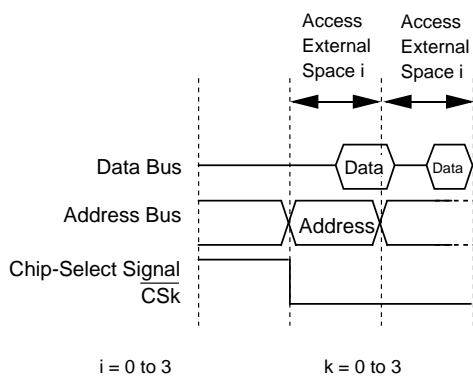 Access
External
Space i
Access
External
Space i
Data Bus
Data
Data
Address Bus
Address
Chip-Select Signal
CSk
i = 0 to 3
k = 0 to 3